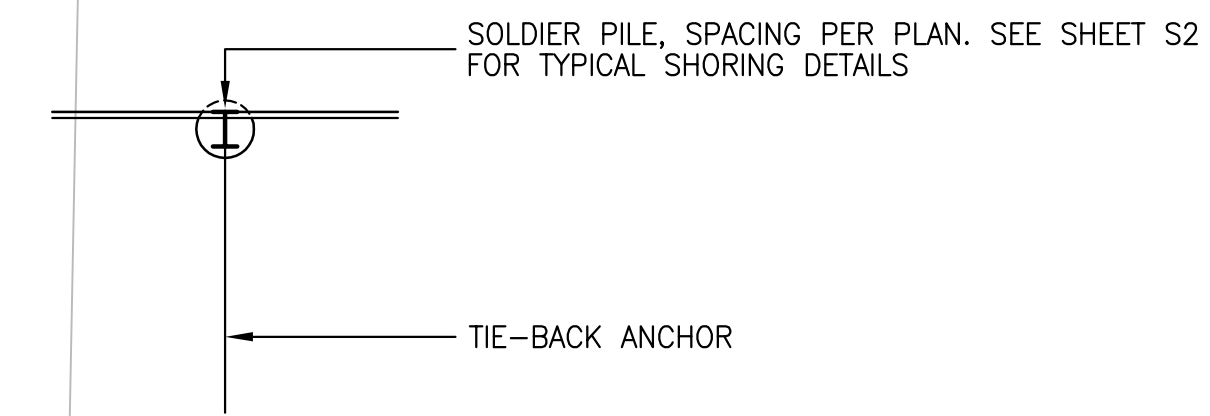 SOLDIER PILE, SPACING PER PLAN. SEE SHEET S2
FOR TYPICAL SHORING DETAILS
TIE-BACK ANCHOR